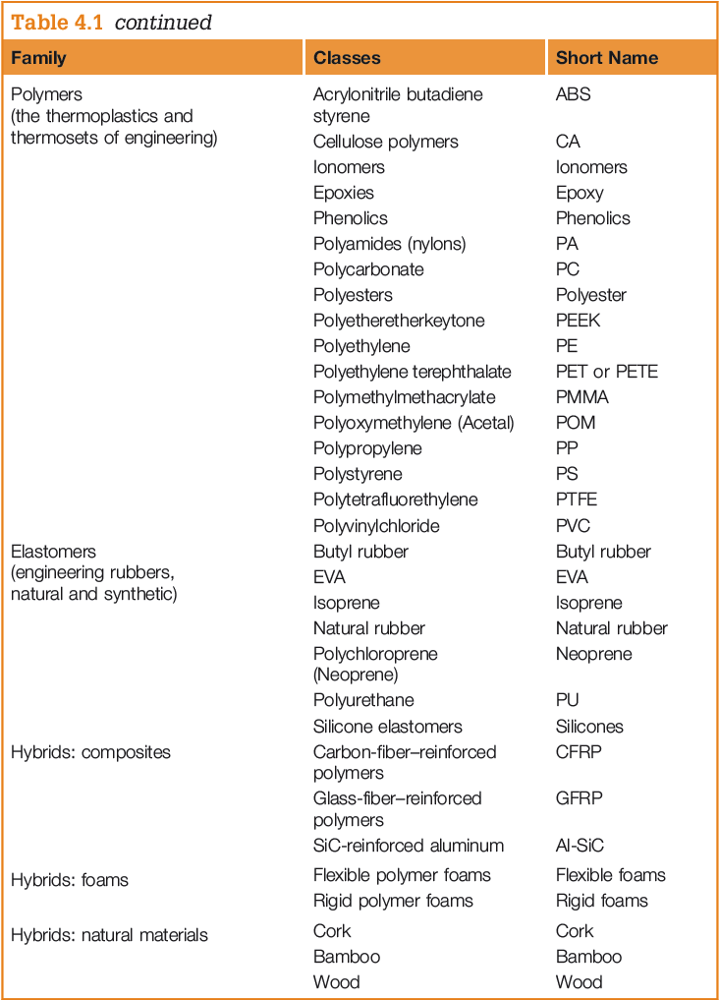 Table 4.1 continued
Family Classes Short Name
Polymers Acrylonitrile butadiene ABS
(the thermoplastics and styrene
thermosets of engineering) Cellulose polymers CA
Ionomers Ionomers
Epoxies Epoxy
Phenolics Phenolics
Polyamides (nylons) PA
Polycarbonate PC
Polyesters Polyester
Polyetheretherkeytone PEEK
Polyethylene PE
Polyethylene terephthalate PET or PETE
Polymethylmethacrylate PMMA
Polyoxymethylene (Acetal) POM
Polypropylene PP
Polystyrene PS
Polytetrafluorethylene PTFE
Polyvinylchloride PVC
Elastomers Butyl rubber Butyl rubber
(engineering rubbers, EVA EVA
natural and synthetic) Isoprene Isoprene
Natural rubber Natural rubber
Polychloroprene Neoprene
(Neoprene)
Polyurethane PU
Silicone elastomers Silicones
Hybrids: composites Carbon-fiber–reinforced CFRP
polymers
Glass-fiber–reinforced GFRP
polymers
SiC-reinforced aluminum Al-SiC
Hybrids: foams Flexible polymer foams Flexible foams
Rigid polymer foams Rigid foams
Hybrids: natural materials Cork Cork
Bamboo Bamboo
Wood Wood